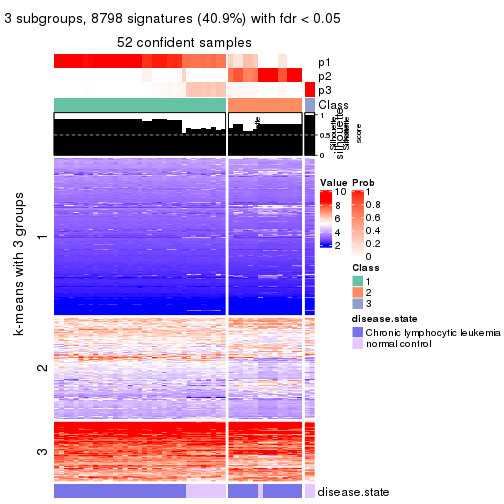 3 subgroups, 8798 signatures (40.9%) with fdr < 0.05
52 confident samples
p1
p2
p3
Class
1
0.5
0
Silhouette
score
silhouette
k-means with 3 groups
1
2
3
Value
10
8
6
4
2
Prob
1
0.8
0.6
0.4
0.2
0
Class
1
2
3
disease.state
Chronic lymphocytic leukemia
normal control
disease.state